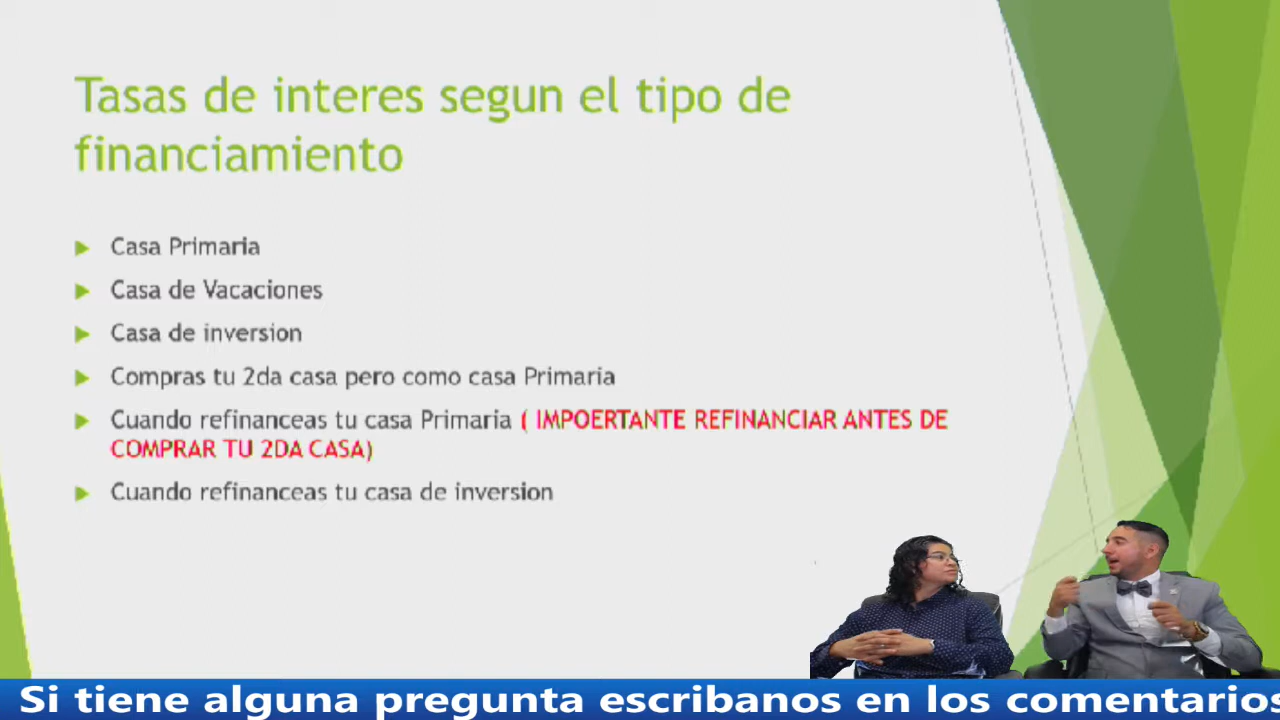 Tasas de interes segun el tipo de
financiamiento
Casa Primaria
Casa de Vacaciones
Casa de inversion
Compras tu 2da casa pero como casa Primaria
Cuando refinanceas tu casa Primaria ( IMPOERTANTE REFINANCIAR ANTES DE
COMPRAR TU 2DA CASA)
Cuando refinanceas tu casa de inversion
Si tiene alguna pregunta escribanos en los comentarios